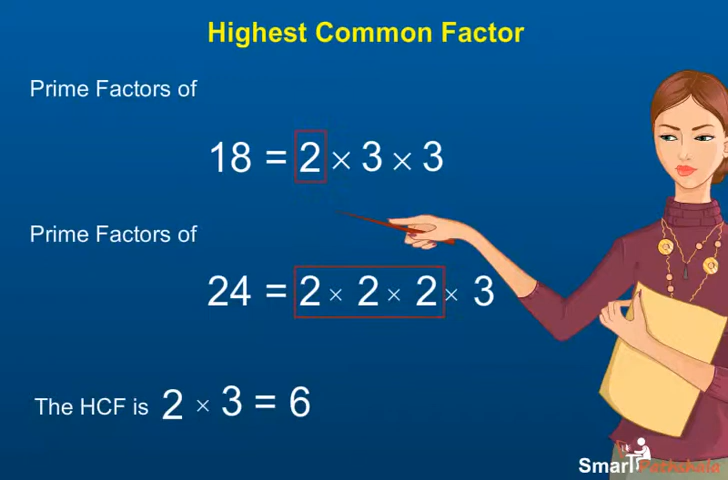 Highest Common Factor
Prime Factors of
18 = 2 × 3 × 3
Prime Factors of
24 = 2 × 2 × 2 × 3
The HCF is 2 × 3 = 6
Smart Pathshala